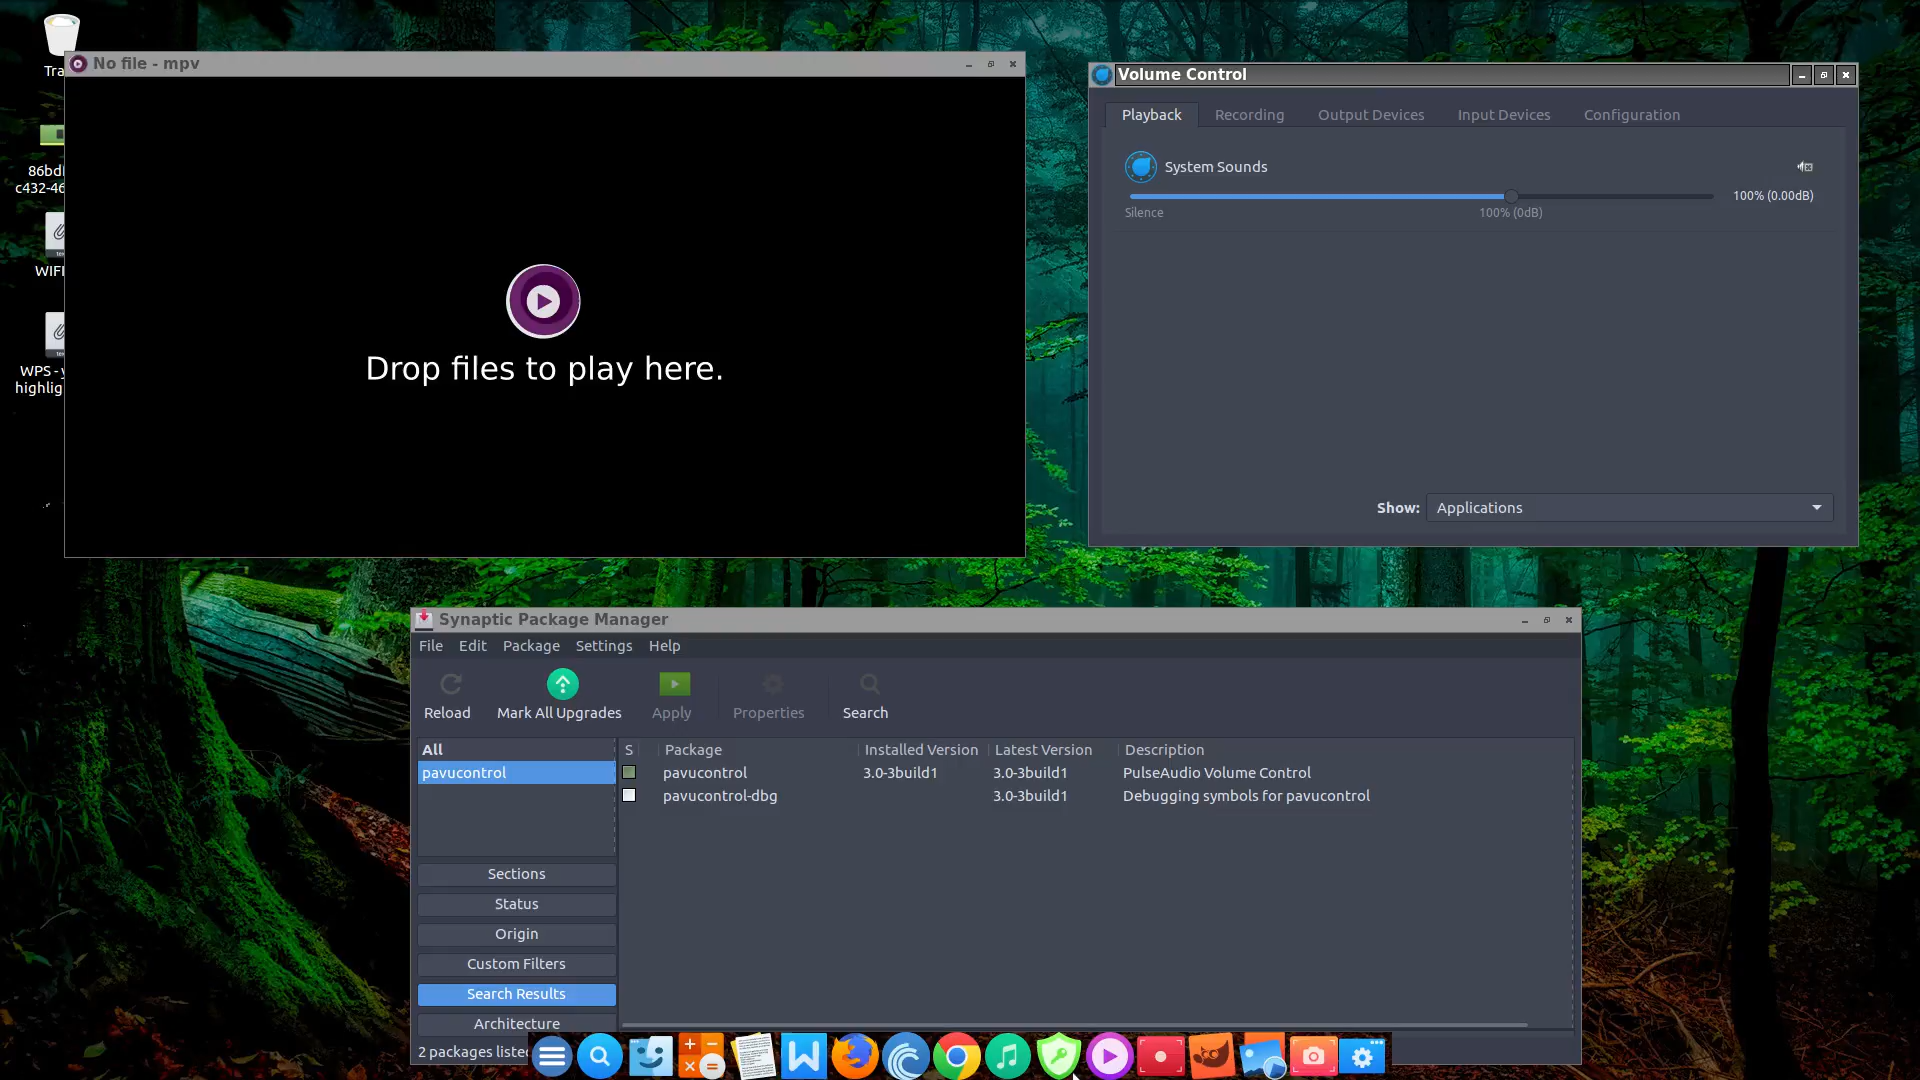 Tra
86bd
c432-46
WIFI
WPS -
highlig
No file - mpv
Drop files to play here.
Volume Control
Playback
Recording
Output Devices
Input Devices
Configuration
System Sounds
100% (0.00dB)
Silence
100% (0dB)
Show:
Applications
Synaptic Package Manager
File Edit Package Settings Help
Reload
Mark All Upgrades
Apply
Properties
Search
All
pavucontrol
Sections
Status
Origin
Custom Filters
Search Results
Architecture
S Package Installed Version Latest Version Description
pavucontrol 3.0-3build1 3.0-3build1 PulseAudio Volume Control
pavucontrol-dbg 3.0-3build1 Debugging symbols for pavucontrol
2 packages listed